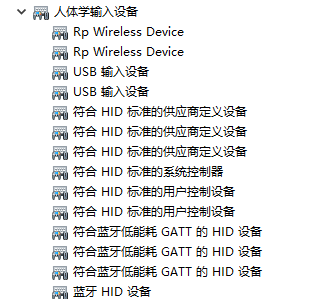 人体学输入设备
Rp Wireless Device
Rp Wireless Device
USB 输入设备
USB 输入设备
符合 HID 标准的供应商定义设备
符合 HID 标准的供应商定义设备
符合 HID 标准的供应商定义设备
符合 HID 标准的系统控制器
符合 HID 标准的用户控制设备
符合 HID 标准的用户控制设备
符合蓝牙低能耗 GATT 的 HID 设备
符合蓝牙低能耗 GATT 的 HID 设备
符合蓝牙低能耗 GATT 的 HID 设备
蓝牙 HID 设备